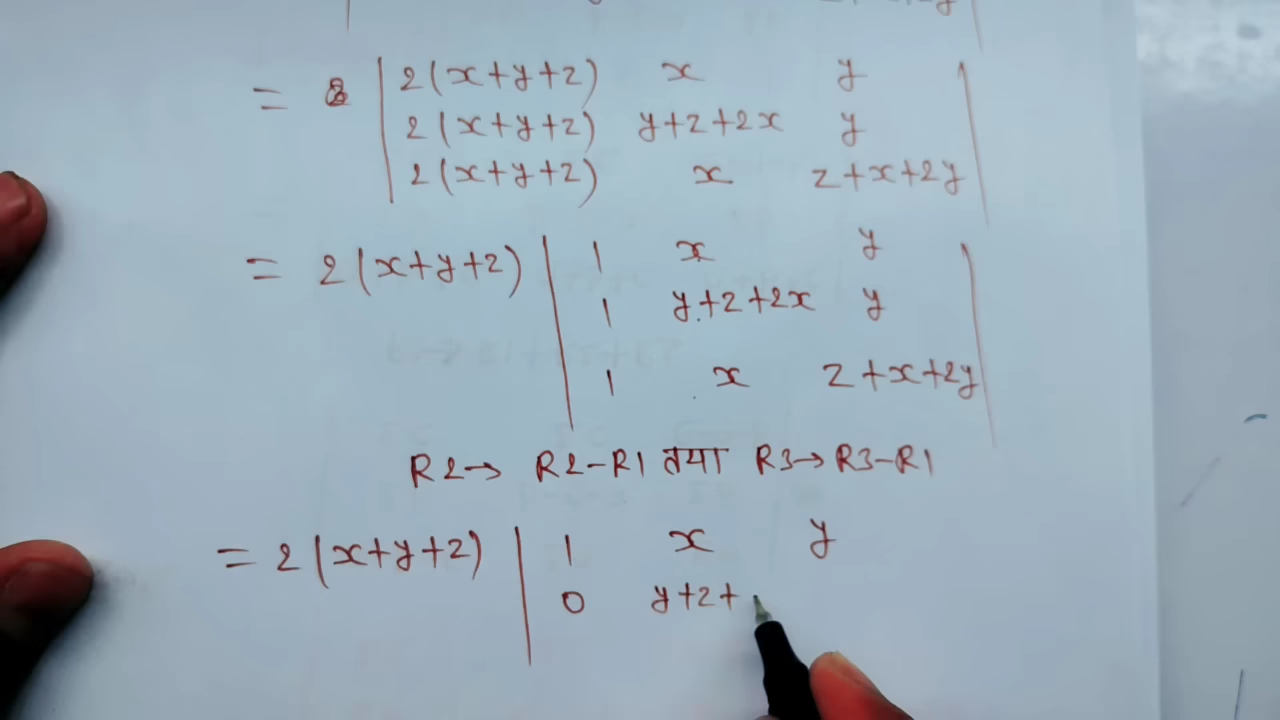 = 2(x+y+z) x y
2(x+y+z) y+z+2x y
2(x+y+z) x z+x+2y
= 2(x+y+z) | 1 x y |
1 y+z+2x y
1 x z+x+2y
R2→ R2-R1 तथा R3→R3-R1
= 2(x+y+z) | 1 x y
0 y+z+